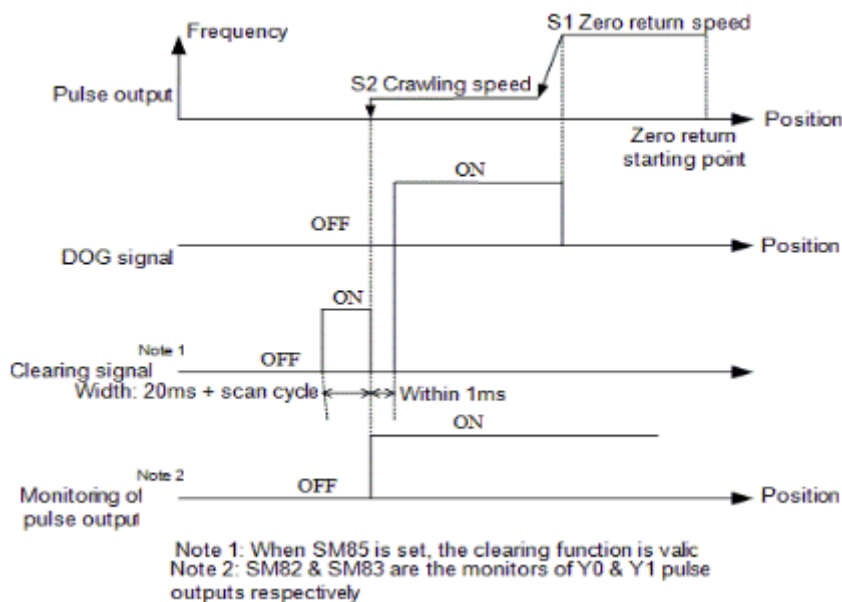 S1 Zero return speed
Frequency
S2 Crawling speed
Pulse output
Position
Zero return
starting point
ON
OFF
DOG signal
Position
ON
Note 1
OFF
Clearing signal
Width: 20ms + scan cycle
Within 1ms
ON
Note 2
OFF
Monitoring of
pulse output
Position
Note 1: When SM85 is set, the clearing function is valic
Note 2: SM82 & SM83 are the monitors of Y0 & Y1 pulse
outputs respectively